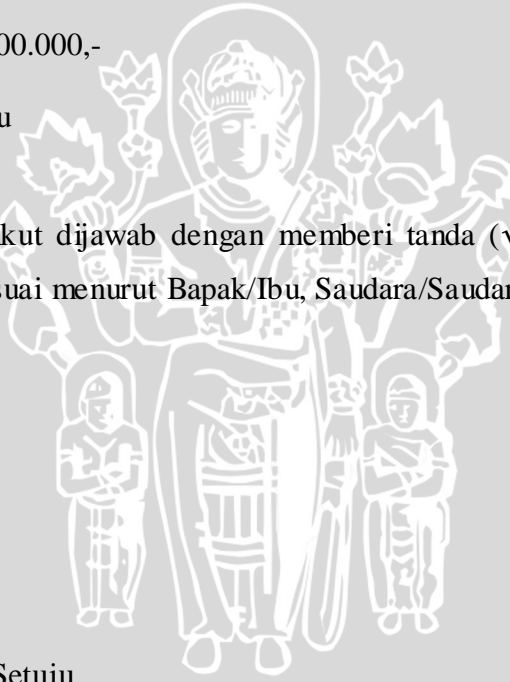 00.000,-
u
kut dijawab dengan memberi tanda (√
suai menurut Bapak/Ibu, Saudara/Saudar
Setuju